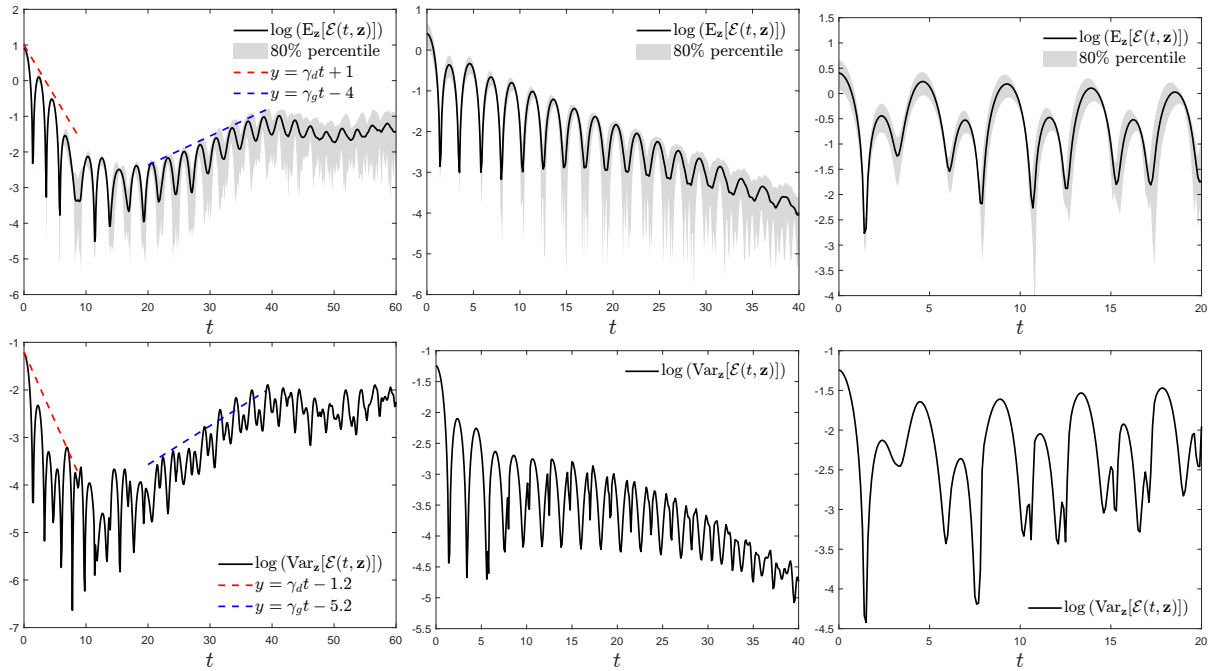 2
1
0
-1
-2
-3
-4
-5
-6
0 10 20 30 40 50 60
t
log (E_z[ℰ(t, z)])
80% percentile
y = γ_d t + 1
y = γ_g t − 4
0
-1
-2
-3
-4
-5
-6
0 5 10 15 20 25 30 35 40
t
log (E_z[ℰ(t, z)])
80% percentile
1.5
1
0.5
0
-0.5
-1
-1.5
-2
-2.5
-3
-3.5
-4
0 5 10 15 20
t
log (E_z[ℰ(t, z)])
80% percentile
-1
-2
-3
-4
-5
-6
-7
0 10 20 30 40 50 60
t
log (Var_z[ℰ(t, z)])
y = γ_d t − 1.2
y = γ_g t − 5.2
-1
-1.5
-2
-2.5
-3
-3.5
-4
-4.5
-5
-5.5
0 5 10 15 20 25 30 35 40
t
log (Var_z[ℰ(t, z)])
-1
-1.5
-2
-2.5
-3
-3.5
-4
-4.5
0 5 10 15 20
t
log (Var_z[ℰ(t, z)])